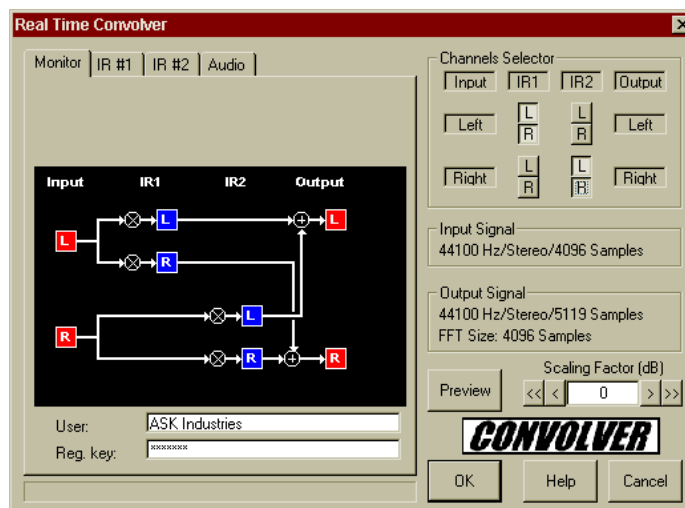 Real Time Convolver
Monitor IR #1 IR #2 Audio
Input IR1 IR2 Output
L L L
R
L
R R R
User: ASK Industries
Reg. key: *******
Channels Selector
Input IR1 IR2 Output
Left L R L R Left
Right L R L R Right
Input Signal
44100 Hz/Stereo/4096 Samples
Output Signal
44100 Hz/Stereo/5119 Samples
FFT Size: 4096 Samples
Scaling Factor (dB)
Preview << < 0 > >>
CONVOLVER
OK Help Cancel